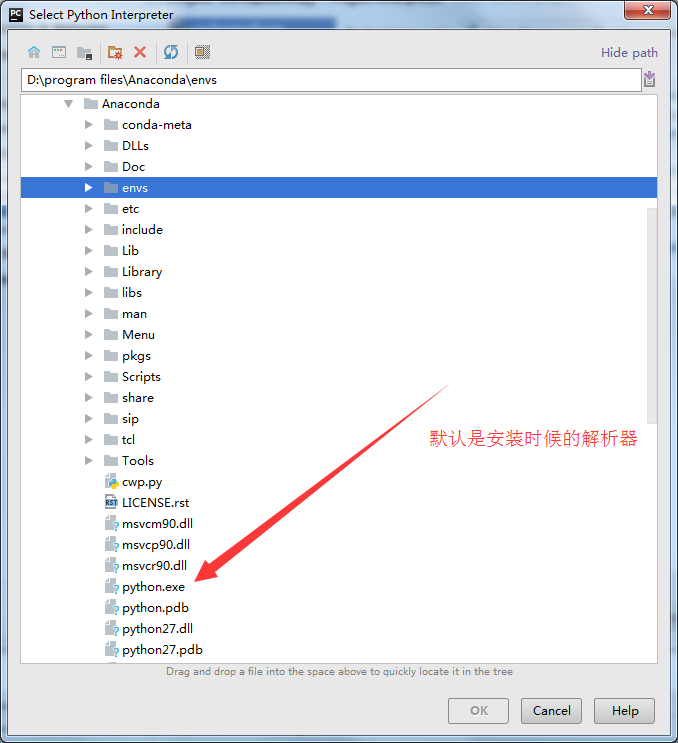 PC Select Python Interpreter
Hide path
D:\program files\Anaconda\envs
Anaconda
conda-meta
DLLs
Doc
envs
etc
include
Lib
Library
libs
man
Menu
pkgs
Scripts
share
sip
tcl
Tools
cwp.py
RST LICENSE.rst
msvcm90.dll
msvcp90.dll
msvcr90.dll
python.exe
python.pdb
python27.dll
python27.pdb
默认是安装时候的解析器
Drag and drop a file into the space above to quickly locate it in the tree
OK
Cancel
Help